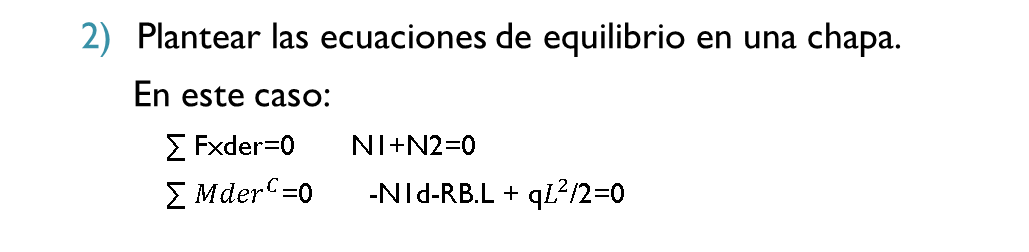 2) Plantear las ecuaciones de equilibrio en una chapa.
En este caso:
∑ Fxder=0 N1+N2=0
∑ 𝑀𝑑𝑒𝑟ᶜ=0 -N1d-RB.L + q𝐿²/2=0